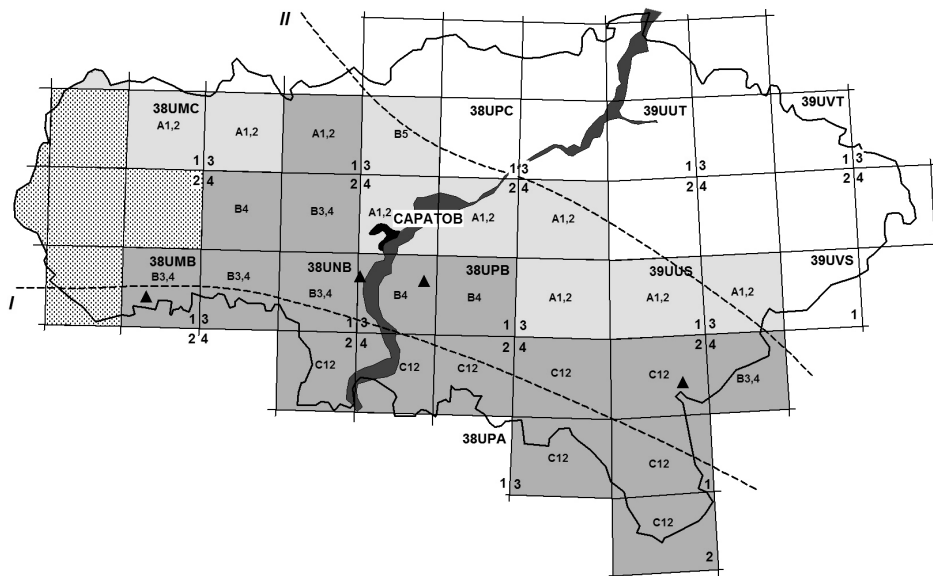 II
38UMC 38UPC 39UUT 39UVT
A1,2 A1,2 A1,2 B5
1 3 1 3 1 3 1 3 1 3
2 4 2 4 2 4 2 4 2 4
B4 B3,4 A1,2 САРАТОВ A1,2 A1,2
38UMB 38UNB 38UPB 39UUS 39UVS
B3,4 B3,4 B3,4 B4 B4 A1,2 A1,2 A1,2
I
1 3 1 3 1 3 1 3 1
2 4 2 4 2 4 2 4
C12 C12 C12 C12 C12 B3,4
38UPA
C12 C12
1 3 1
C12
2